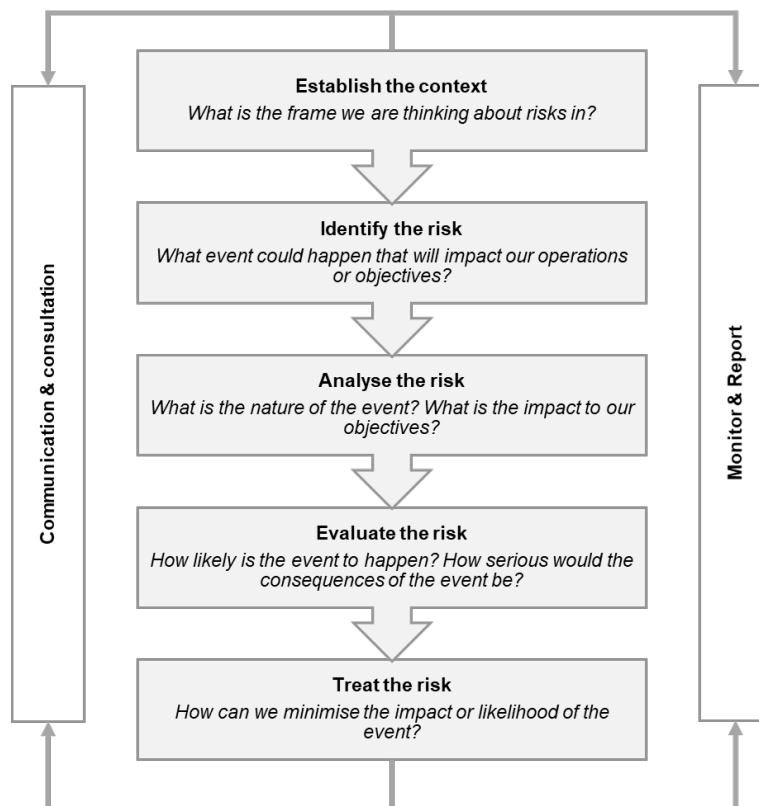 Establish the context
What is the frame we are thinking about risks in?
Identify the risk
What event could happen that will impact our operations
or objectives?
Analyse the risk
What is the nature of the event? What is the impact to our
objectives?
Evaluate the risk
How likely is the event to happen? How serious would the
consequences of the event be?
Treat the risk
How can we minimise the impact or likelihood of the
event?
Communication & consultation
Monitor & Report